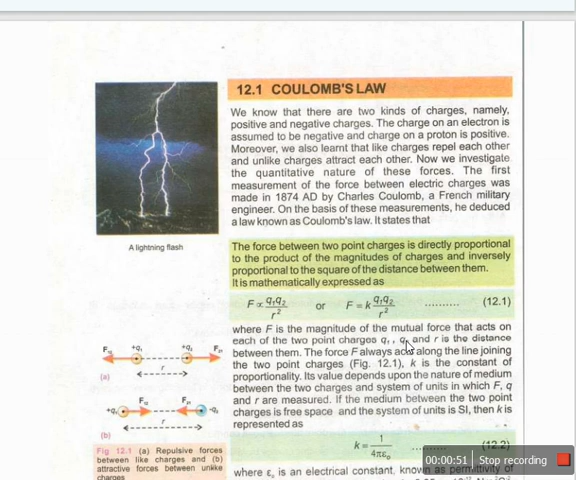 12.1 COULOMB'S LAW
We know that there are two kinds of charges, namely,
positive and negative charges. The charge on an electron is
assumed to be negative and charge on a proton is positive.
Moreover, we also learnt that like charges repel each other
and unlike charges attract each other. Now we investigate
the quantitative nature of these forces. The first
measurement of the force between electric charges was
made in 1874 AD by Charles Coulomb, a French military
engineer. On the basis of these measurements, he deduced
a law known as Coulomb's law. It states that
A lightning flash
The force between two point charges is directly proportional
to the product of the magnitudes of charges and inversely
proportional to the square of the distance between them.
It is mathematically expressed as
F ∝ q₁q₂/r² or F = k q₁q₂/r² .......... (12.1)
where F is the magnitude of the mutual force that acts on
each of the two point charges q₁, q₂ and r is the distance
between them. The force F always acts along the line joining
the two point charges (Fig. 12.1), k is the constant of
proportionality. Its value depends upon the nature of medium
between the two charges and system of units in which F, q
and r are measured. If the medium between the two point
charges is free space and the system of units is SI, then k is
represented as
k = 1/4πε₀ .......... (12.2)
where ε₀ is an electrical constant, known as permittivity of
F₁₂ +q₁ +q₂ F₂₁
r
(a)
+q₁ F₁₂ F₂₁ -q₂
r
(b)
Fig 12.1 (a) Repulsive forces
between like charges and (b)
attractive forces between unlike
charges
00:00:51 Stop recording